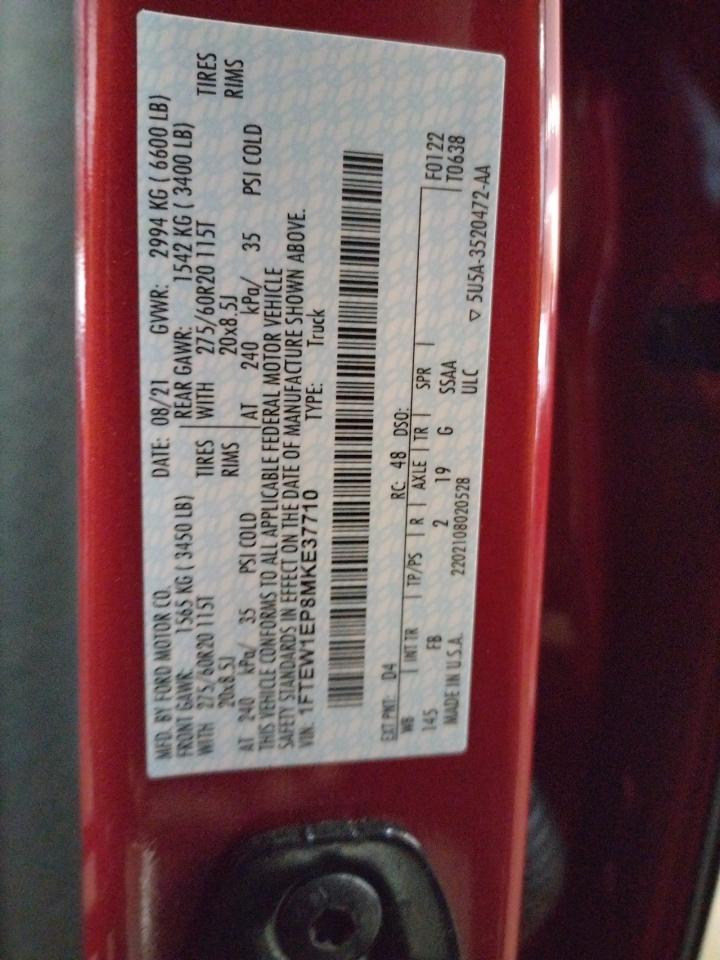 MFD. BY FORD MOTOR CO. DATE: 08/21 GVWR: 2994 KG ( 6600 LB)
FRONT GAWR: 1565 KG ( 3450 LB) REAR GAWR: 1542 KG ( 3400 LB)
WITH 275/60R20 115T TIRES WITH 275/60R20 115T TIRES
20x8.5J RIMS 20x8.5J RIMS
AT 240 kPa/ 35 PSI COLD AT 240 kPa/ 35 PSI COLD
THIS VEHICLE CONFORMS TO ALL APPLICABLE FEDERAL MOTOR VEHICLE
SAFETY STANDARDS IN EFFECT ON THE DATE OF MANUFACTURE SHOWN ABOVE.
VIN: 1FTEW1EP8MKE37710 TYPE: Truck
EXT PNT: D4 RC: 48 DSO: F0122
WB INT TR TP/PS R AXLE TR SPR T0638
145 FB 2 19 G SSAA
MADE IN U.S.A. 2202108020528 ULC ▽ 5U5A-3520472-AA